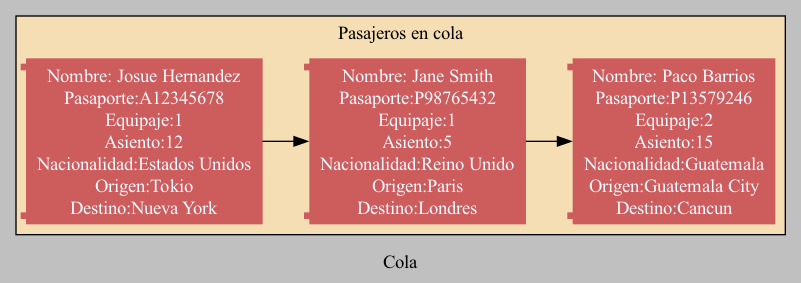 Pasajeros en cola
Nombre: Josue Hernandez
Pasaporte:A12345678
Equipaje:1
Asiento:12
Nacionalidad:Estados Unidos
Origen:Tokio
Destino:Nueva York
Nombre: Jane Smith
Pasaporte:P98765432
Equipaje:1
Asiento:5
Nacionalidad:Reino Unido
Origen:Paris
Destino:Londres
Nombre: Paco Barrios
Pasaporte:P13579246
Equipaje:2
Asiento:15
Nacionalidad:Guatemala
Origen:Guatemala City
Destino:Cancun
Cola